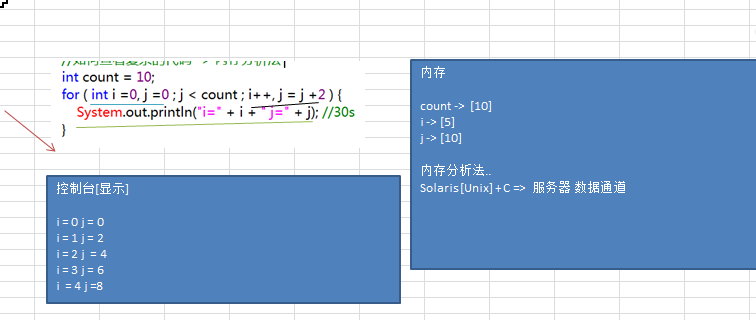 //如何查看复杂的代码 -> 内存分析法
int count = 10;
for ( int i =0, j =0 ; j < count ; i++, j = j +2 ) {
System.out.println("i=" + i + " j=" + j); //30s
}
控制台[显示]
i = 0 j = 0
i = 1 j = 2
i = 2 j  = 4
i = 3 j = 6
i  = 4 j =8
内存
count -> [10]
i -> [5]
j -> [10]
内存分析法..
Solaris[Unix] + C =>  服务器 数据通道